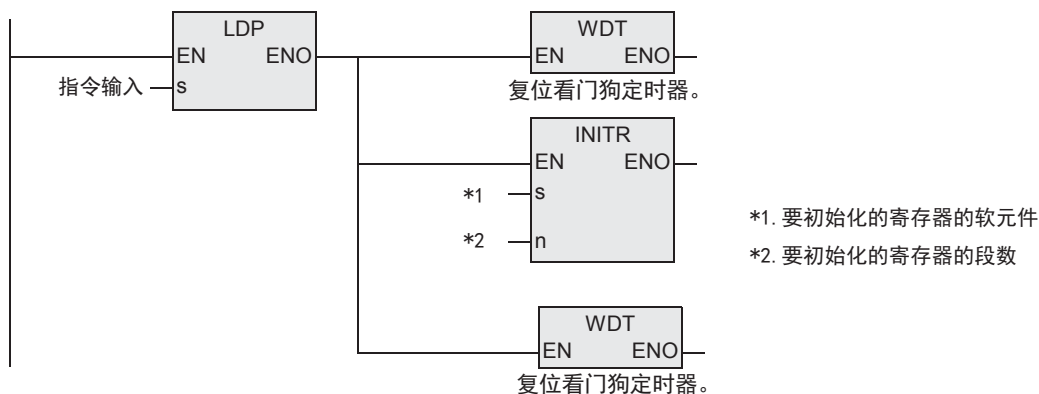 LDP
EN ENO
指令输入 s
WDT
EN ENO
复位看门狗定时器。
INITR
EN ENO
*1 s
*2 n
*1.要初始化的寄存器的软元件
*2.要初始化的寄存器的段数
WDT
EN ENO
复位看门狗定时器。